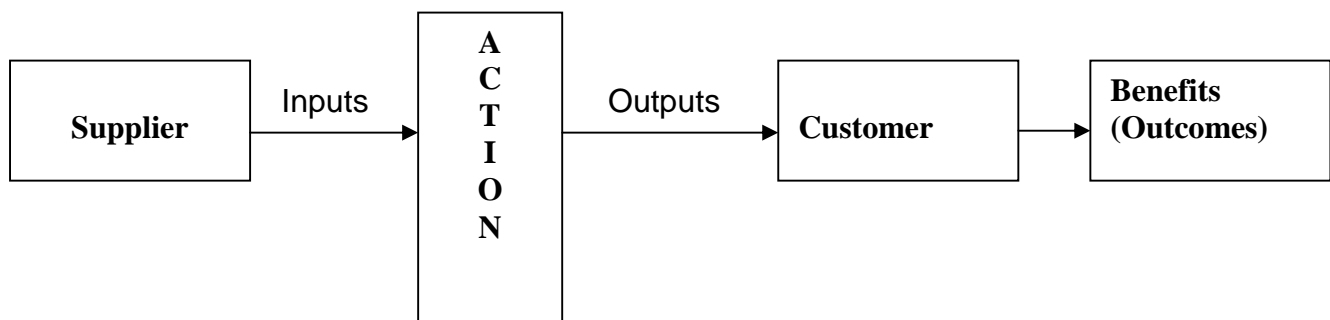 Supplier
Inputs
A
C
T
I
O
N
Outputs
Customer
Benefits
(Outcomes)